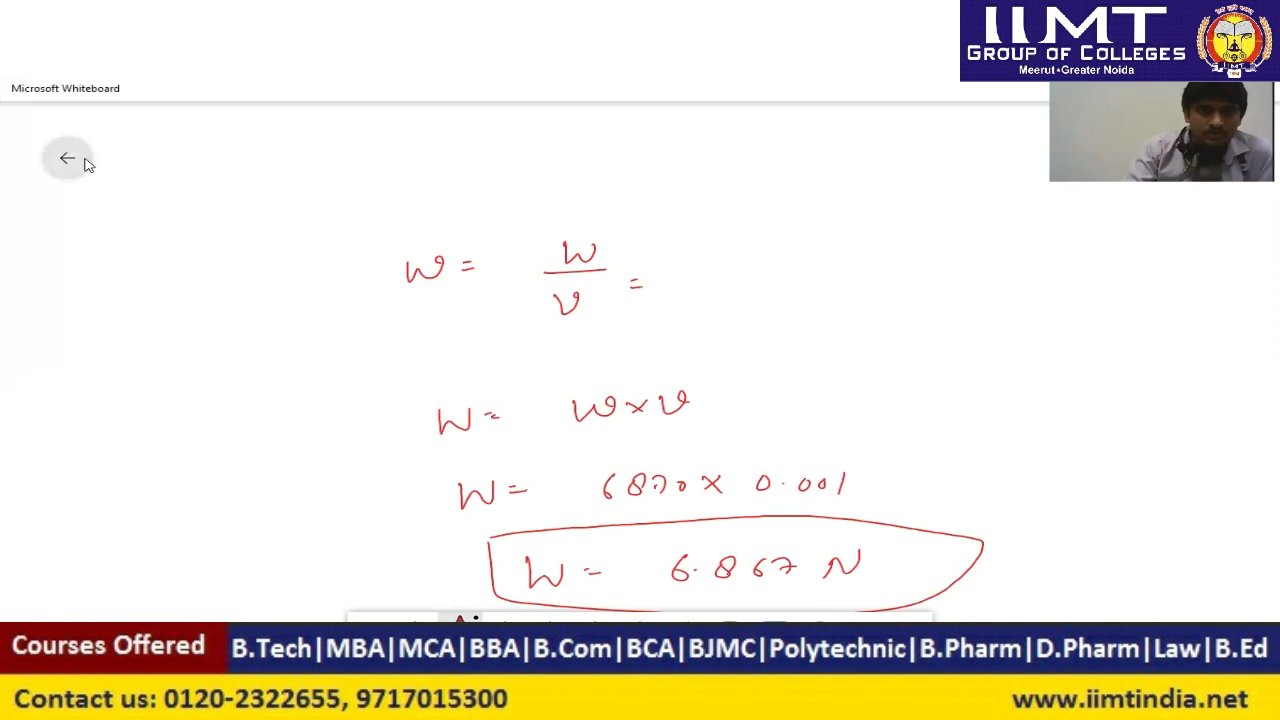 IIMT
GROUP OF COLLEGES
Meerut•Greater Noida
IIMT
Microsoft Whiteboard
w = W / V =
W = w × V
W = 6870 × 0.001
W = 6.867 N
Courses Offered
B.Tech|MBA|MCA|BBA|B.Com|BCA|BJMC|Polytechnic|B.Pharm|D.Pharm|Law|B.Ed
Contact us: 0120-2322655, 9717015300
www.iimtindia.net